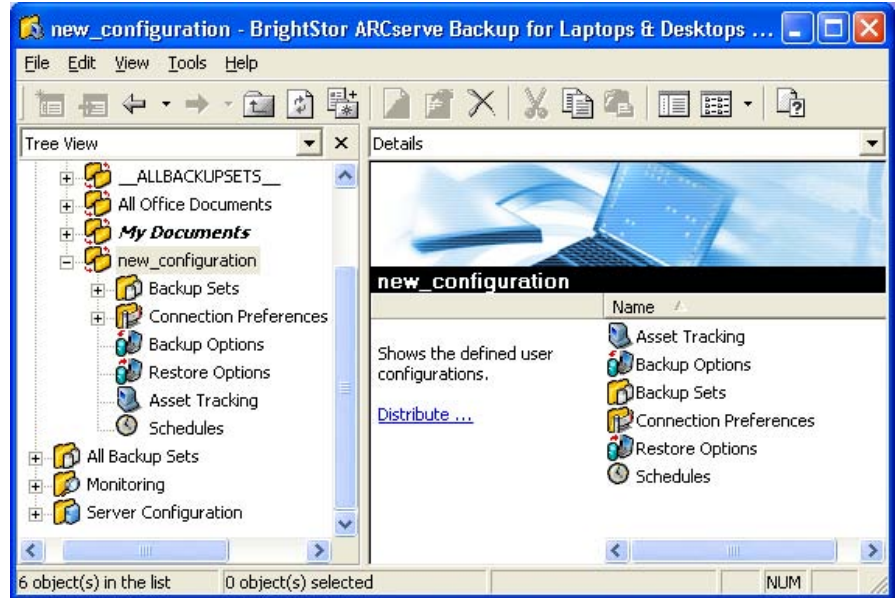 new_configuration - BrightStor ARCserve Backup for Laptops & Desktops ...
File Edit View Tools Help
Tree View
__ALLBACKUPSETS__
All Office Documents
My Documents
new_configuration
Backup Sets
Connection Preferences
Backup Options
Restore Options
Asset Tracking
Schedules
All Backup Sets
Monitoring
Server Configuration
Details
new_configuration
Shows the defined user
configurations.
Distribute ...
Name
Asset Tracking
Backup Options
Backup Sets
Connection Preferences
Restore Options
Schedules
6 object(s) in the list 0 object(s) selected NUM